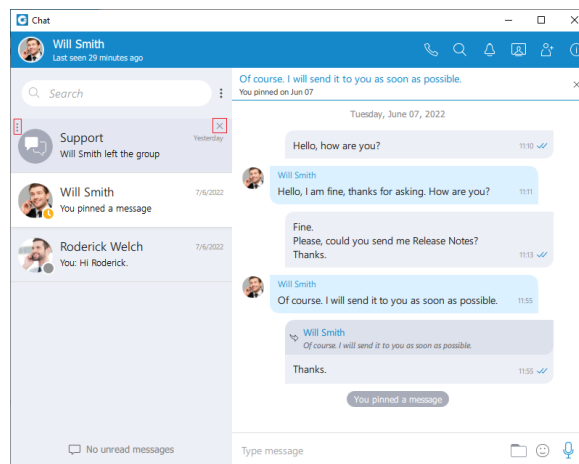 Chat
Will Smith
Last seen 29 minutes ago
Search
Support
Yesterday
Will Smith left the group
Will Smith
7/6/2022
You pinned a message
Roderick Welch
7/6/2022
You: Hi Roderick.
No unread messages
Of course. I will send it to you as soon as possible.
You pinned on Jun 07
Tuesday, June 07, 2022
Hello, how are you?
11:10
Will Smith
Hello, I am fine, thanks for asking. How are you?
11:11
Fine.
Please, could you send me Release Notes?
Thanks.
11:13
Will Smith
Of course. I will send it to you as soon as possible.
11:55
Will Smith
Of course. I will send it to you as soon as possible.
Thanks.
11:55
You pinned a message
Type message